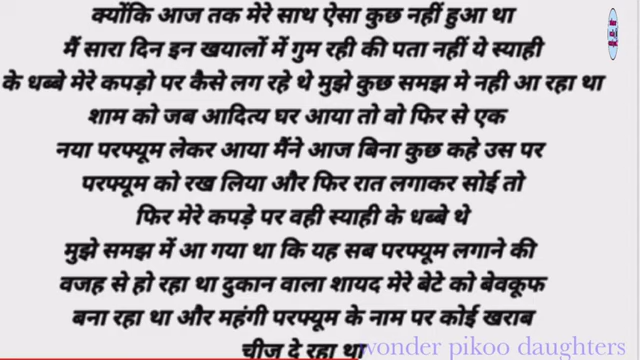 क्योंकि आज तक मेरे साथ ऐसा कुछ नहीं हुआ था
मैं सारा दिन इन खयालों में गुम रही की पता नहीं ये स्याही
के धब्बे मेरे कपड़ो पर कैसे लग रहे थे मुझे कुछ समझ मे नही आ रहा था
शाम को जब आदित्य घर आया तो वो फिर से एक
नया परफ्यूम लेकर आया मैंने आज बिना कुछ कहे उस पर
परफ्यूम को रख लिया और फिर रात लगाकर सोई तो
फिर मेरे कपड़े पर वही स्याही के धब्बे थे
मुझे समझ में आ गया था कि यह सब परफ्यूम लगाने की
वजह से हो रहा था दुकान वाला शायद मेरे बेटे को बेवकूफ
बना रहा था और महंगी परफ्यूम के नाम पर कोई खराब
चीज दे रहा था
wonder pikoo daughters